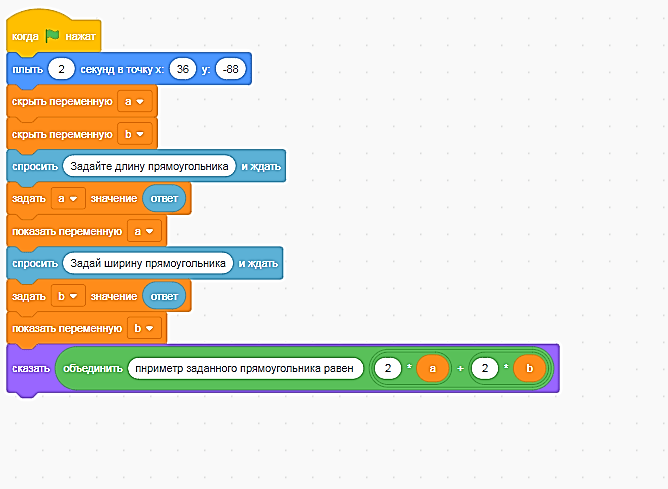 когда нажат
плыть 2 секунд в точку x: 36 y: -88
скрыть переменную a
скрыть переменную b
спросить Задайте длину прямоугольника и ждать
задать a значение ответ
показать переменную a
спросить Задай ширину прямоугольника и ждать
задать b значение ответ
показать переменную b
сказать объединить пнриметр заданного прямоугольника равен 2 * a + 2 * b